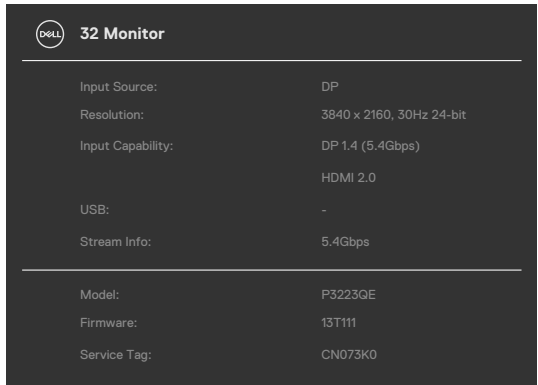 DELL 32 Monitor
Input Source: DP
Resolution: 3840 x 2160, 30Hz 24-bit
Input Capability: DP 1.4 (5.4Gbps)
HDMI 2.0
USB: -
Stream Info: 5.4Gbps
Model: P3223QE
Firmware: 13T111
Service Tag: CN073K0